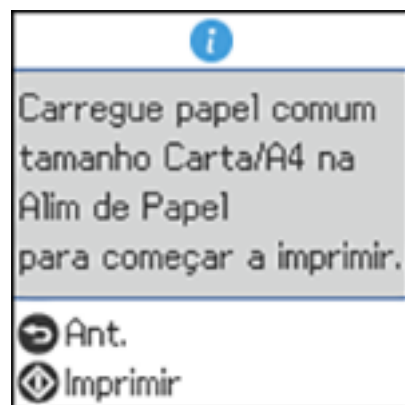 Carregue papel comum
tamanho Carta/A4 na
Alim de Papel
para começar a imprimir.
Ant.
Imprimir